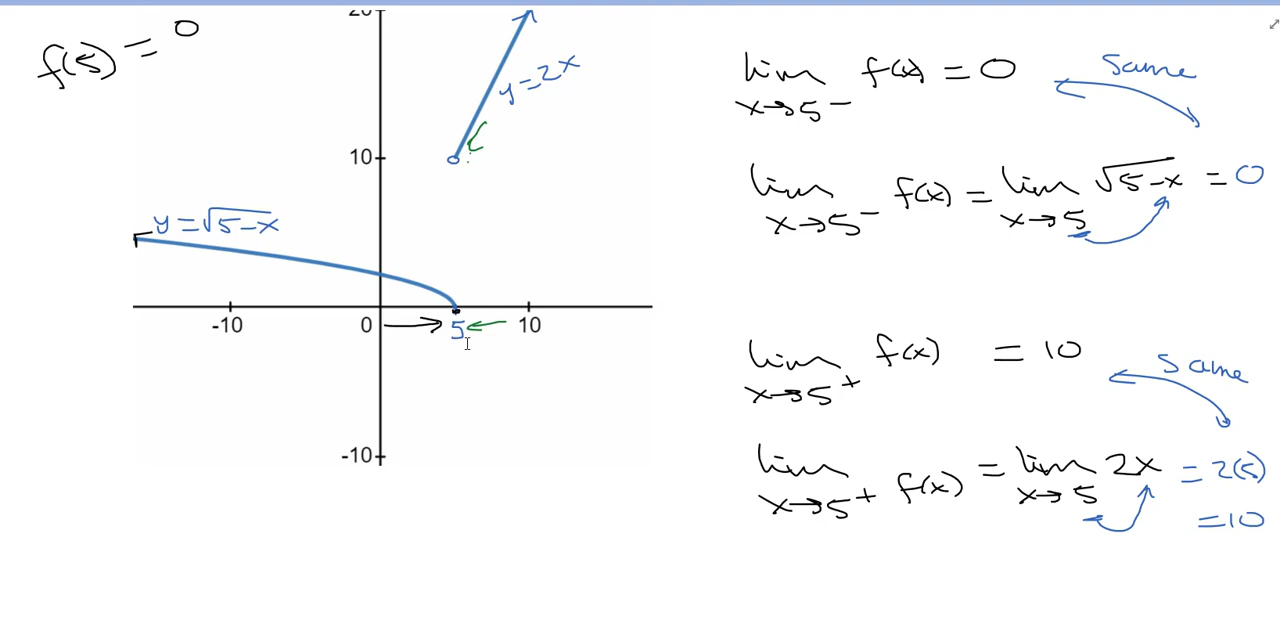 f(5) = 0
20
y=2x
10
y=√5-x
-10
0
5
10
-10
lim x→5⁻ f(x) = 0
same
lim x→5⁻ f(x) = lim x→5 √5-x = 0
lim x→5⁺ f(x) = 10
same
lim x→5⁺ f(x) = lim x→5 2x = 2(5)
=10